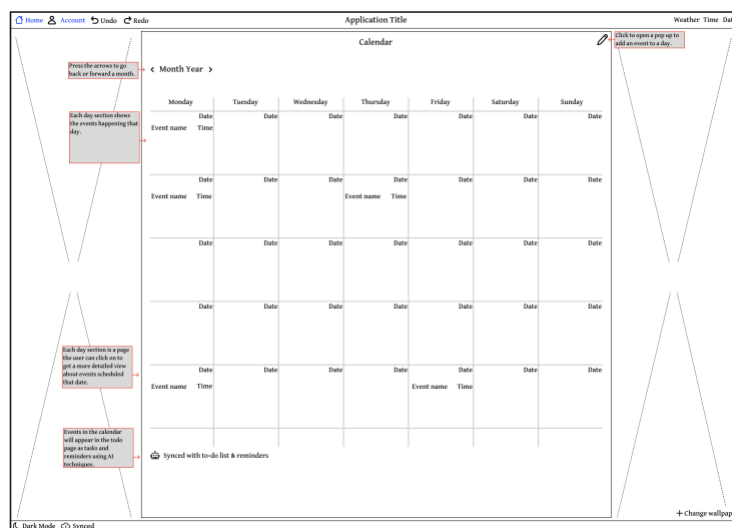 Home Account Undo Redo Application Title Weather Time Dat
Calendar
Click to open a pop up to
add an event to a day.
Press the arrows to go
back or forward a month.
< Month Year >
Monday Tuesday Wednesday Thursday Friday Saturday Sunday
Each day section shows
the events happening that
day.
Date Date Date Date Date Date Date
Event name Time
Date Date Date Date Date Date Date
Event name Time Event name Time
Date Date Date Date Date Date Date
Date Date Date Date Date Date Date
Each day section is a page
the user can click on to
get a more detailed view
about events scheduled
that date.
Date Date Date Date Date Date Date
Event name Time Event name Time
Events in the calendar
will appear in the todo
page as tasks and
reminders using AI
techniques.
Synced with to-do list & reminders
+ Change wallpap
Dark Mode Synced